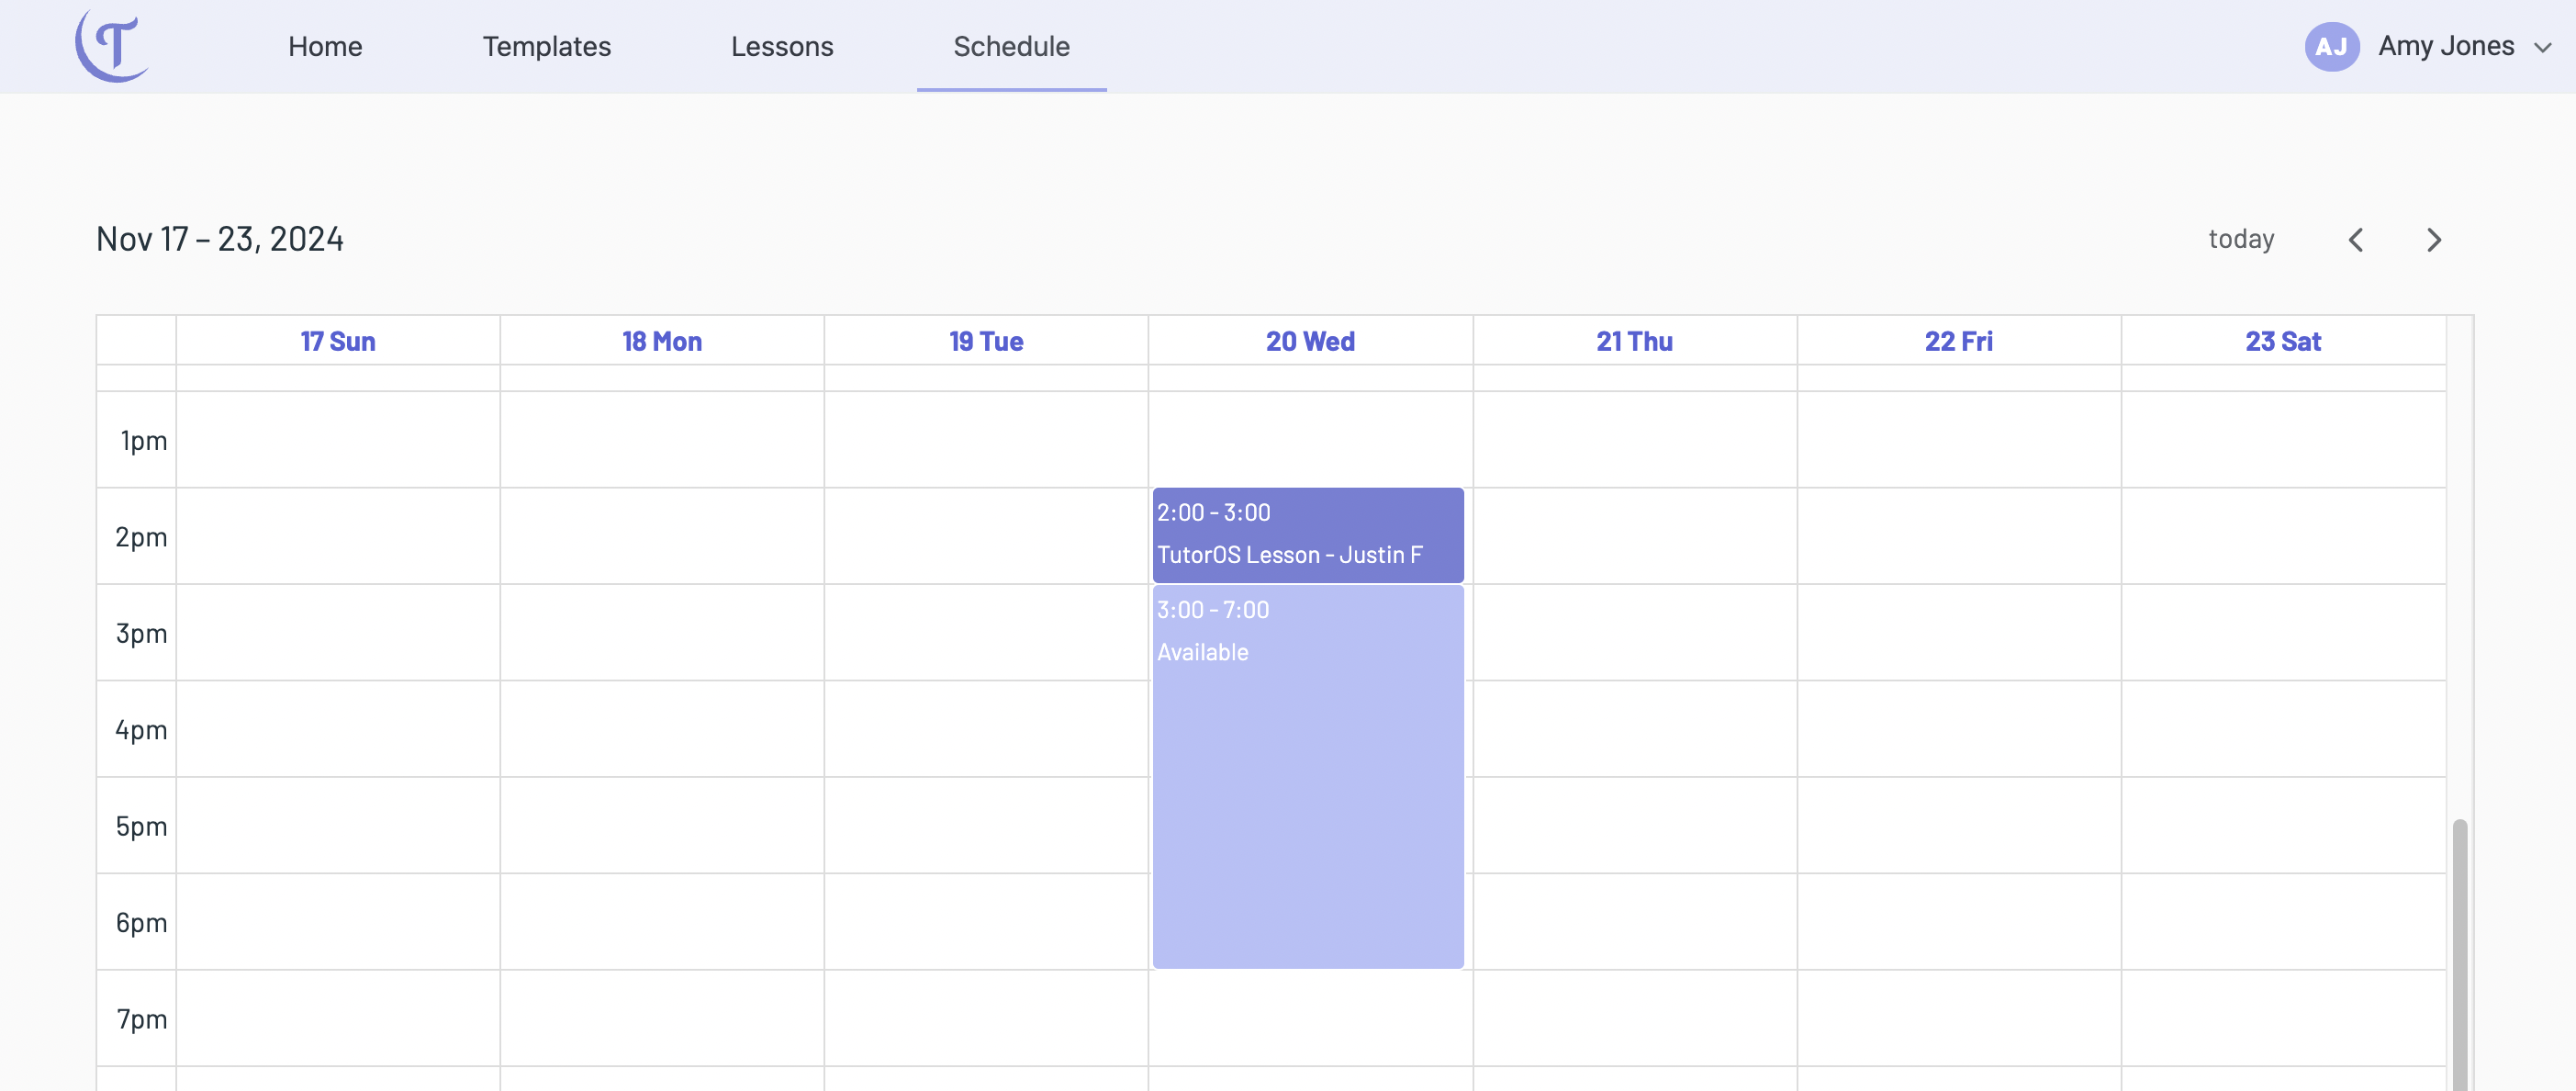 T
Home
Templates
Lessons
Schedule
AJ
Amy Jones
Nov 17 – 23, 2024
today
17 Sun
18 Mon
19 Tue
20 Wed
21 Thu
22 Fri
23 Sat
1pm
2pm
2:00 - 3:00
TutorOS Lesson - Justin F
3pm
3:00 - 7:00
Available
4pm
5pm
6pm
7pm